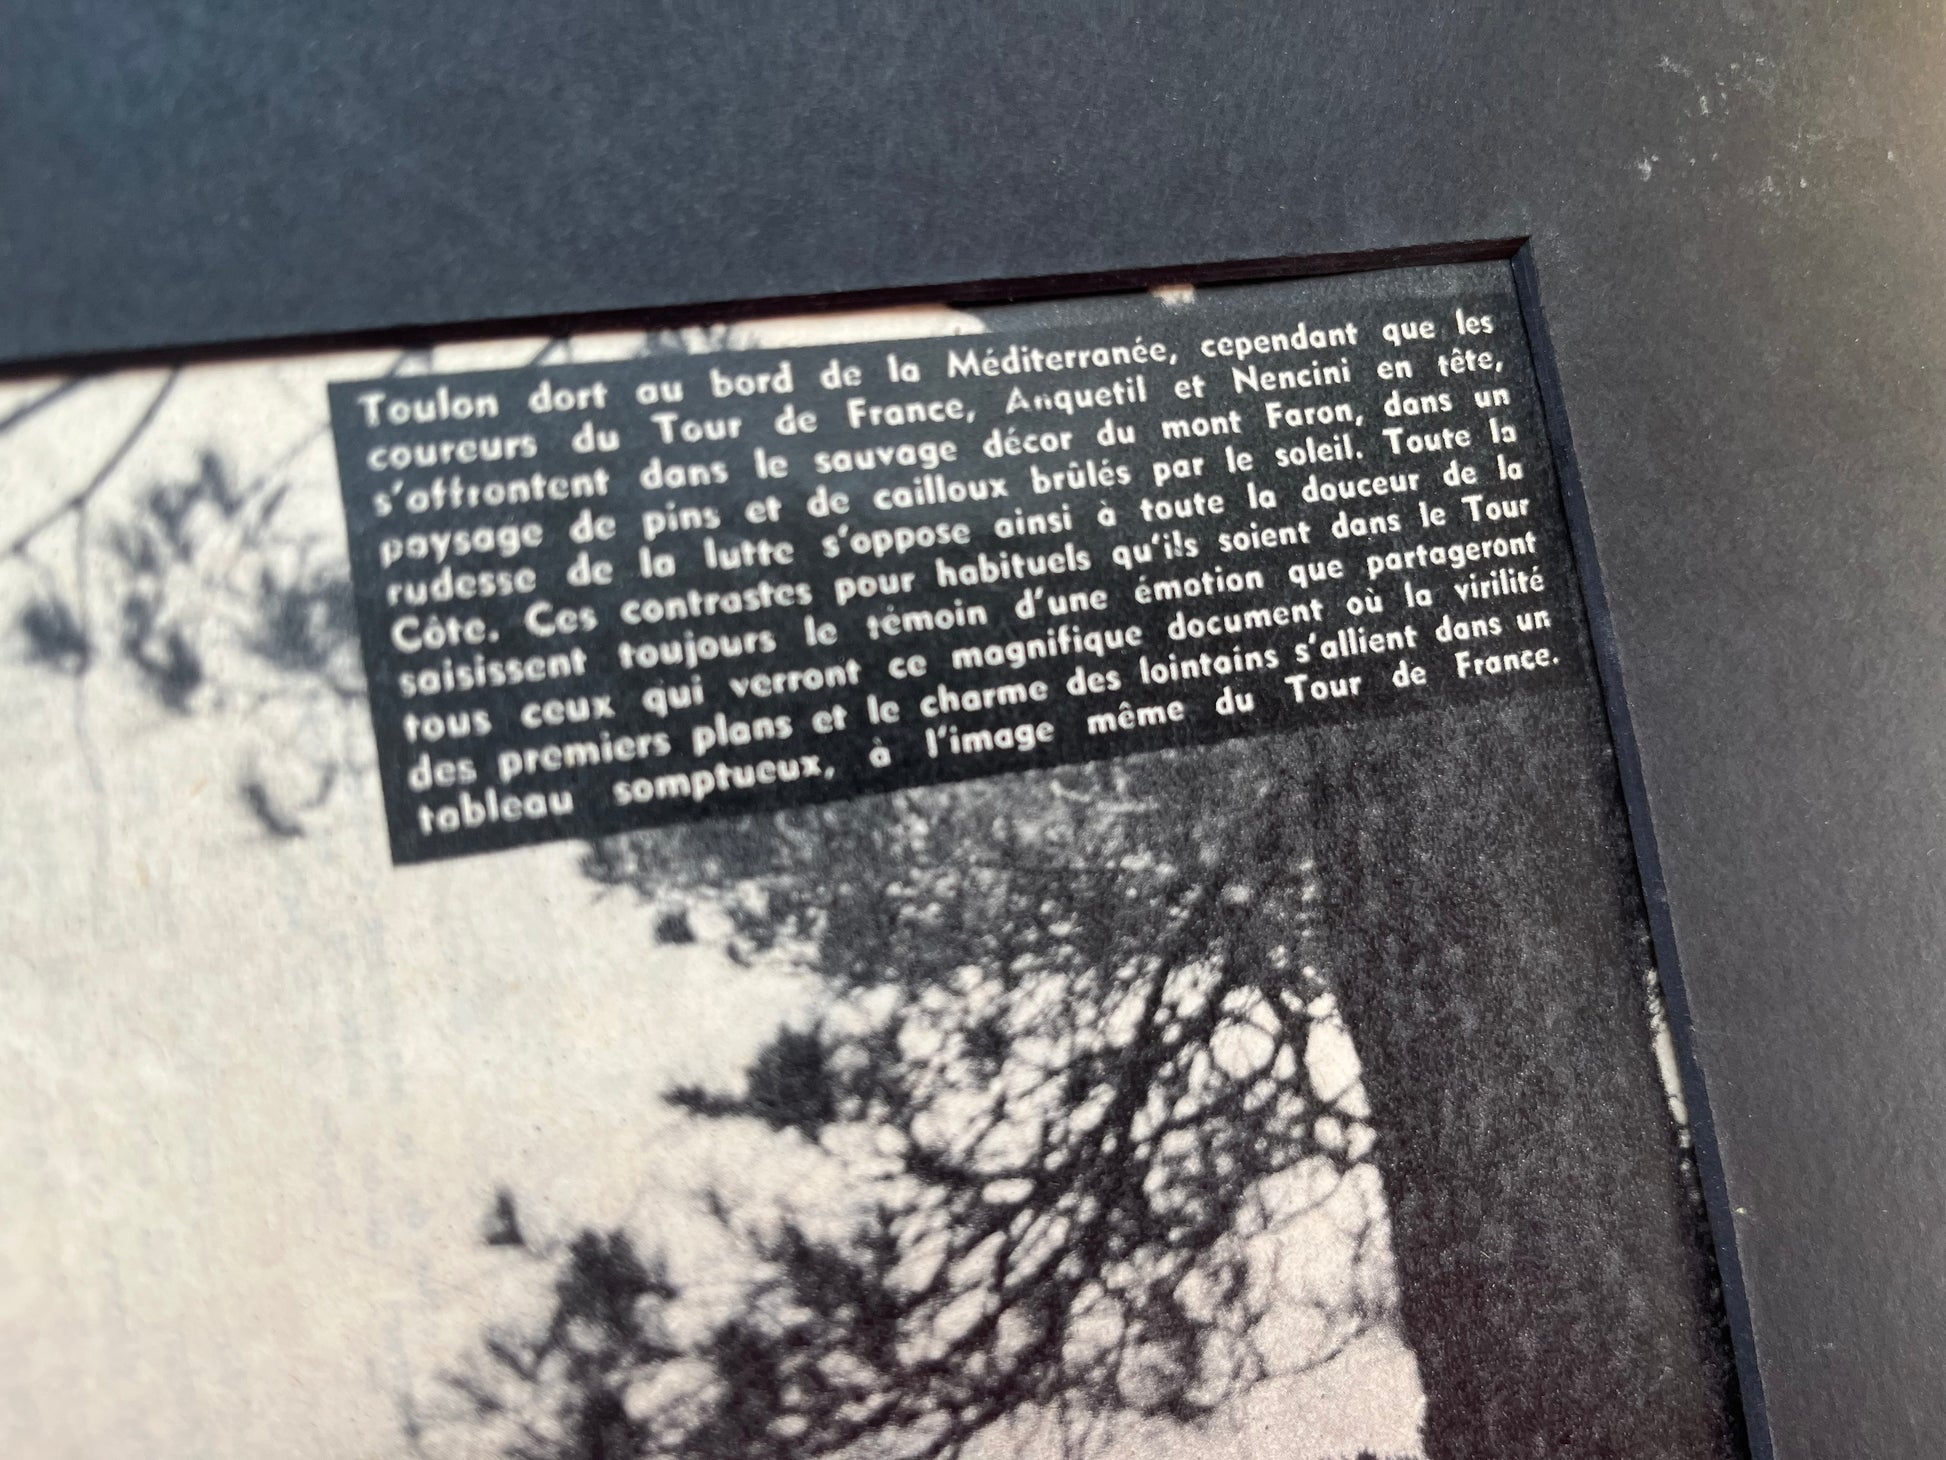 Toulon dort au bord de la Méditerranée, cependant que les
coureurs du Tour de France, Anquetil et Nencini en tête,
s'affrontent dans le sauvage décor du mont Faron, dans un
paysage de pins et de cailloux brûlés par le soleil. Toute la
rudesse de la lutte s'oppose ainsi à toute la douceur de la
Côte. Ces contrastes pour habituels qu'ils soient dans le Tour
saisissent toujours le témoin d'une émotion que partageront
tous ceux qui verront ce magnifique document où la virilité
des premiers plans et le charme des lointains s'allient dans un
tableau somptueux, à l'image même du Tour de France.